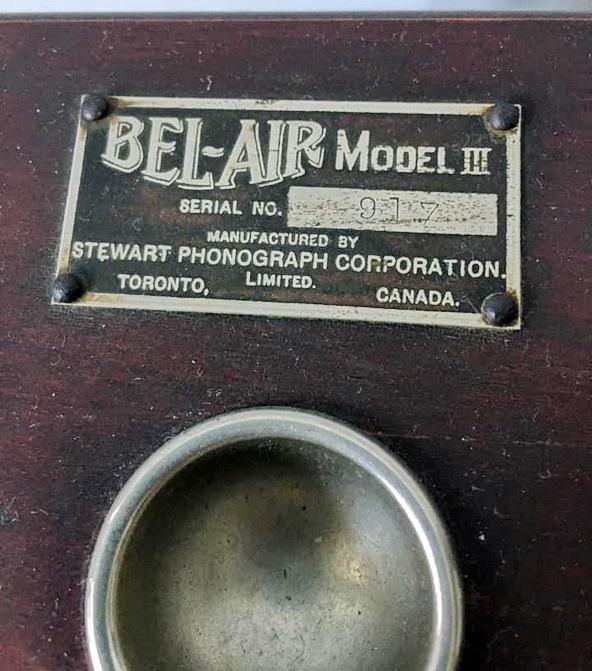 BEL-AIR MODEL III
SERIAL NO. 917
MANUFACTURED BY
STEWART PHONOGRAPH CORPORATION.
LIMITED.
TORONTO, CANADA.